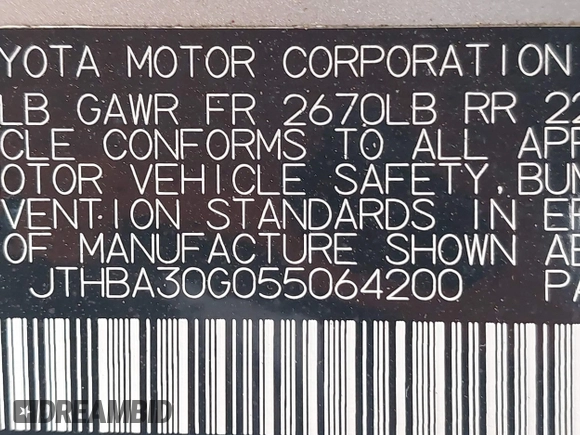 YOTA MOTOR CORPORATION
LB GAWR FR 2670LB RR 22
CLE CONFORMS TO ALL APP
OTOR VEHICLE SAFETY, BUM
VENTION STANDARDS IN EF
OF MANUFACTURE SHOWN AB
JTHBA30G055064200 PA
DREAMBID